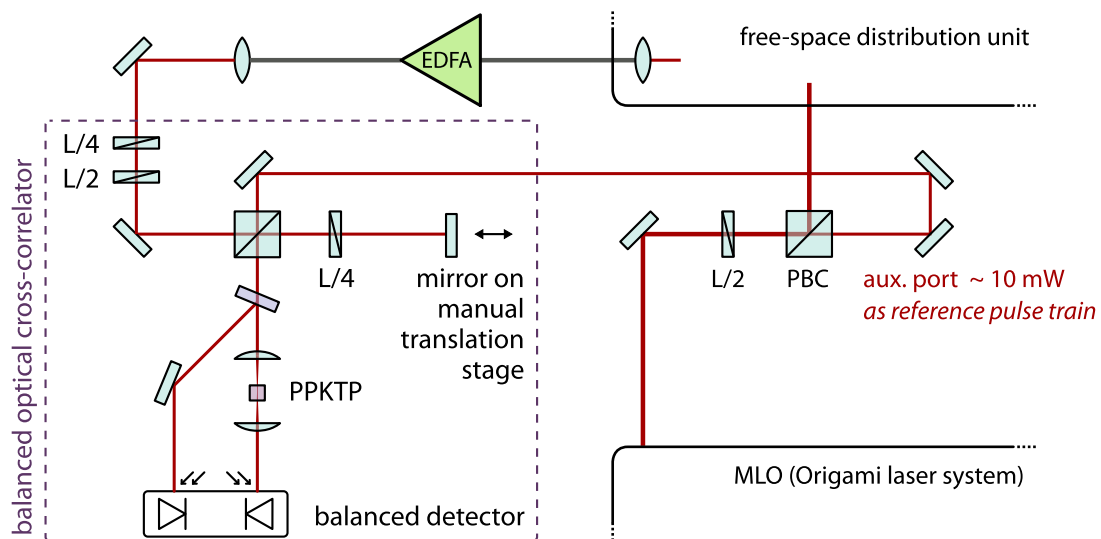 free-space distribution unit
EDFA
L/4
L/2
L/4
mirror on
manual
translation
stage
L/2
PBC
aux. port ~ 10 mW
as reference pulse train
PPKTP
balanced optical cross-correlator
MLO (Origami laser system)
balanced detector